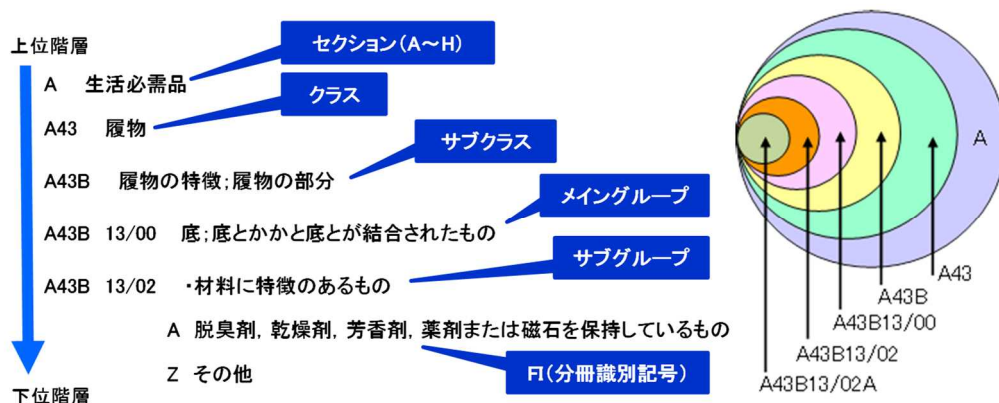 上位階層
セクション（A～H）
A 生活必需品
クラス
A43 履物
サブクラス
A43B 履物の特徴；履物の部分
メイングループ
A43B 13/00 底；底とかかと底とが結合されたもの
サブグループ
A43B 13/02 ・材料に特徴のあるもの
A 脱臭剤，乾燥剤，芳香剤，薬剤または磁石を保持しているもの
FI（分冊識別記号）
Z その他
下位階層
A
A43
A43B
A43B13/00
A43B13/02
A43B13/02A